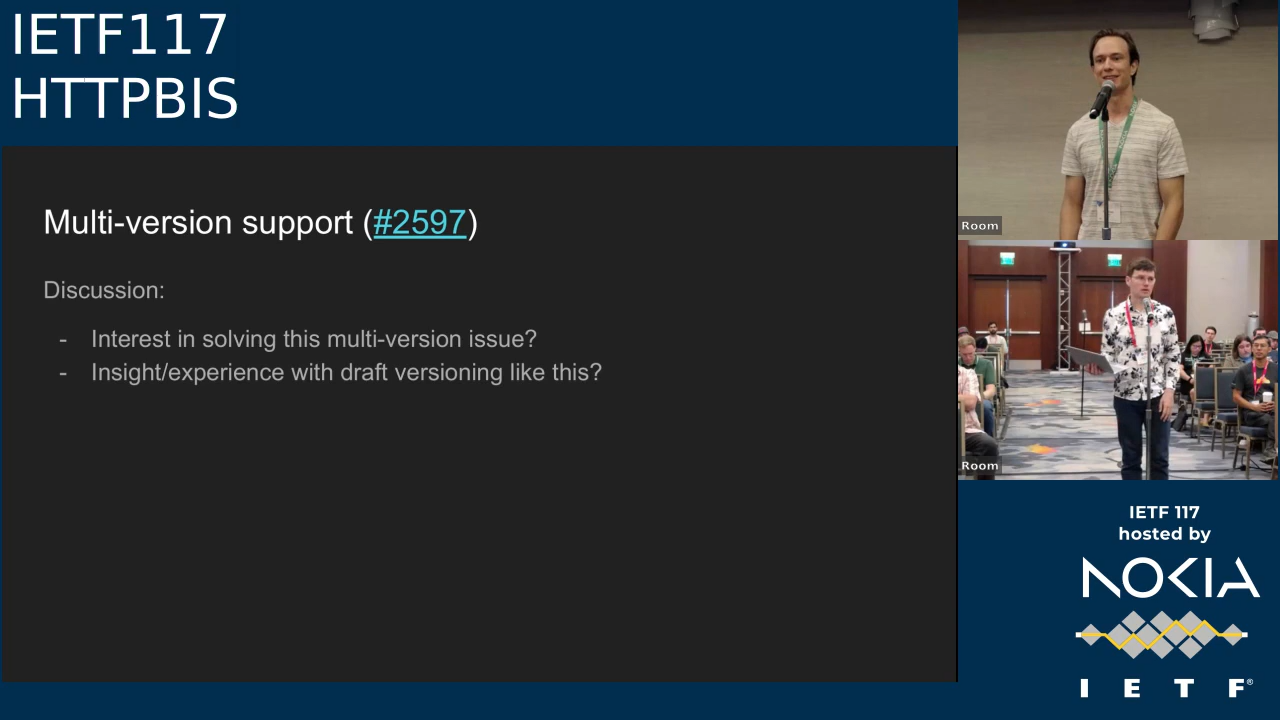 IETF117
HTTPBIS
Multi-version support (#2597)
Discussion:
- Interest in solving this multi-version issue?
- Insight/experience with draft versioning like this?
Room
Room
IETF 117
hosted by
NOKIA
IETF®